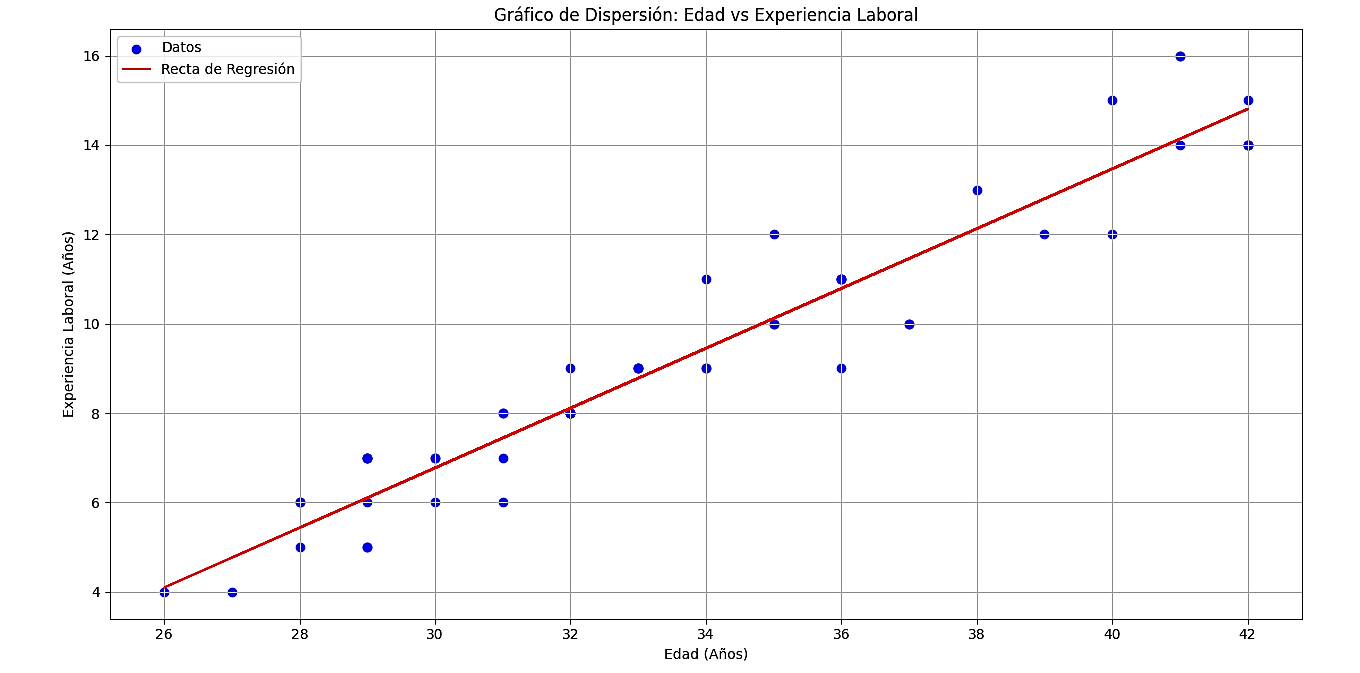 Gráfico de Dispersión: Edad vs Experiencia Laboral
Datos
Recta de Regresión
Experiencia Laboral (Años)
16
14
12
10
8
6
4
26 28 30 32 34 36 38 40 42
Edad (Años)